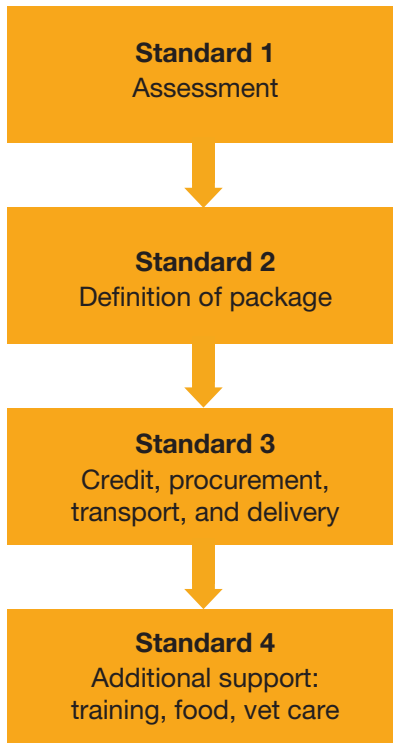 Standard 1
Assessment
Standard 2
Definition of package
Standard 3
Credit, procurement,
transport, and delivery
Standard 4
Additional support:
training, food, vet care